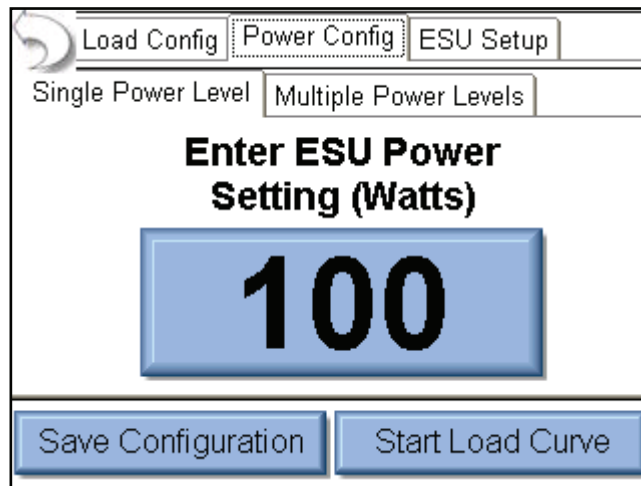 Load Config Power Config ESU Setup
Single Power Level Multiple Power Levels
Enter ESU Power
Setting (Watts)
100
Save Configuration Start Load Curve